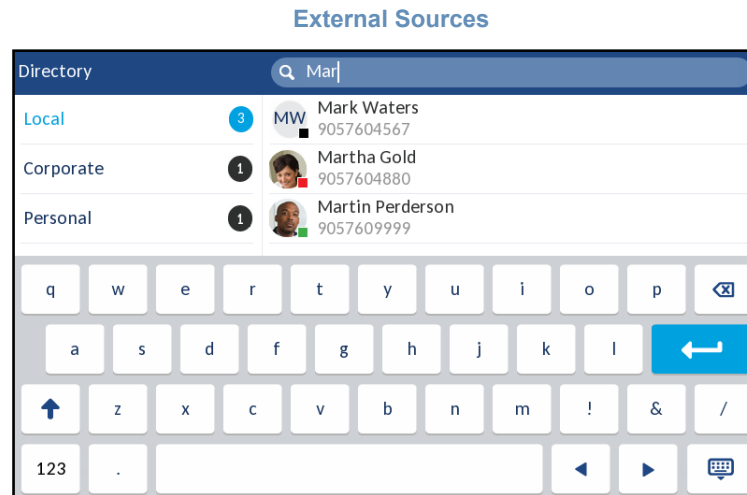 External Sources
Directory
Mar
Local 3
Corporate 1
Personal 1
MW Mark Waters
9057604567
Martha Gold
9057604880
Martin Perderson
9057609999
q w e r t y u i o p
a s d f g h j k l
z x c v b n m ! & /
123 .